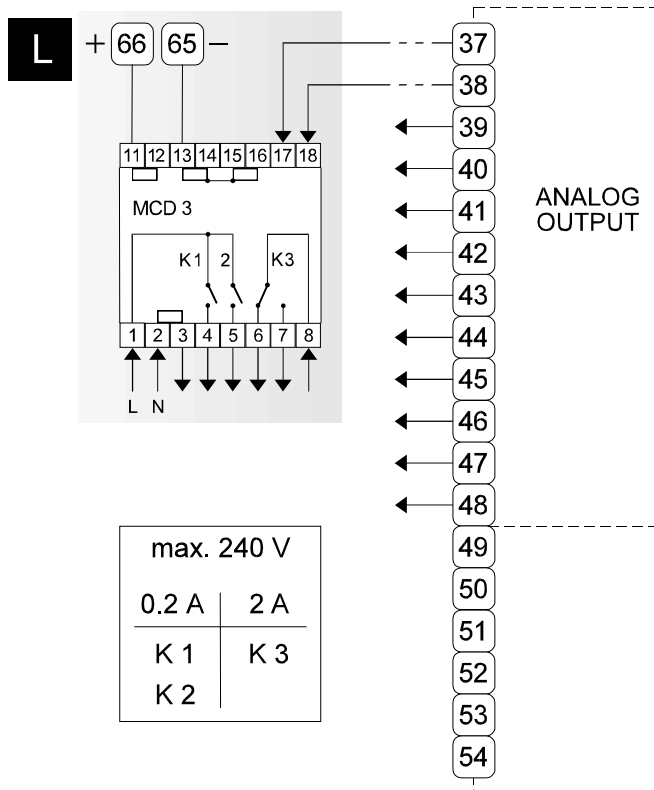 L
+ 66 65 –
11 12 13 14 15 16 17 18
MCD 3
K1 2 K3
1 2 3 4 5 6 7 8
L N
max. 240 V
0.2 A 2 A
K 1 K 3
K 2
37
38
39
40
41
42
43
44
45
46
47
48
49
50
51
52
53
54
ANALOG
OUTPUT